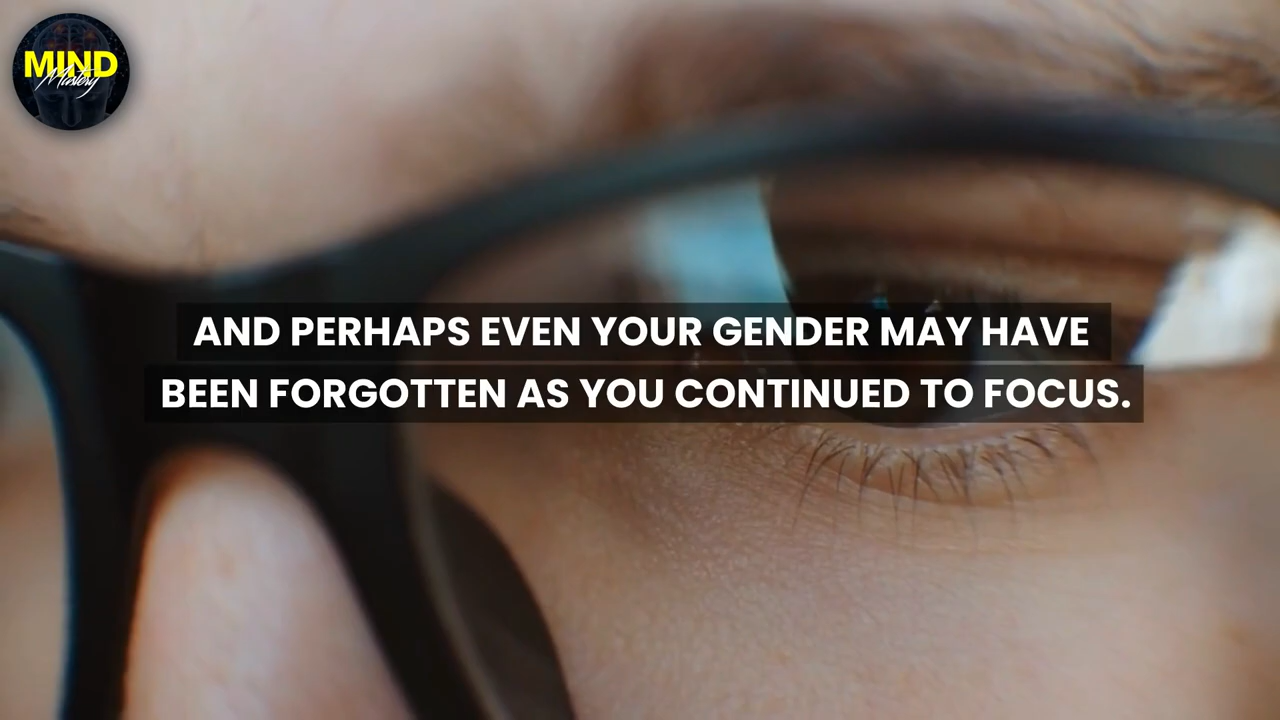 MIND
Mastery
AND PERHAPS EVEN YOUR GENDER MAY HAVE
BEEN FORGOTTEN AS YOU CONTINUED TO FOCUS.